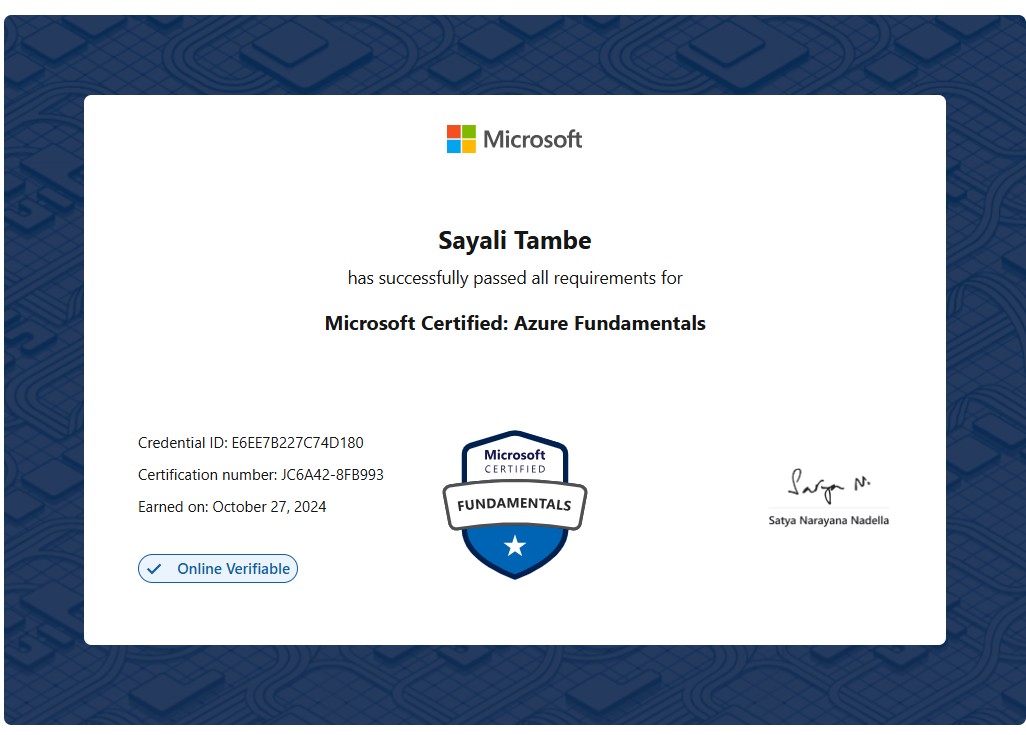 Microsoft
Sayali Tambe
has successfully passed all requirements for
Microsoft Certified: Azure Fundamentals
Credential ID: E6EE7B227C74D180
Certification number: JC6A42-8FB993
Earned on: October 27, 2024
Online Verifiable
Microsoft
CERTIFIED
FUNDAMENTALS
Satya N.
Satya Narayana Nadella